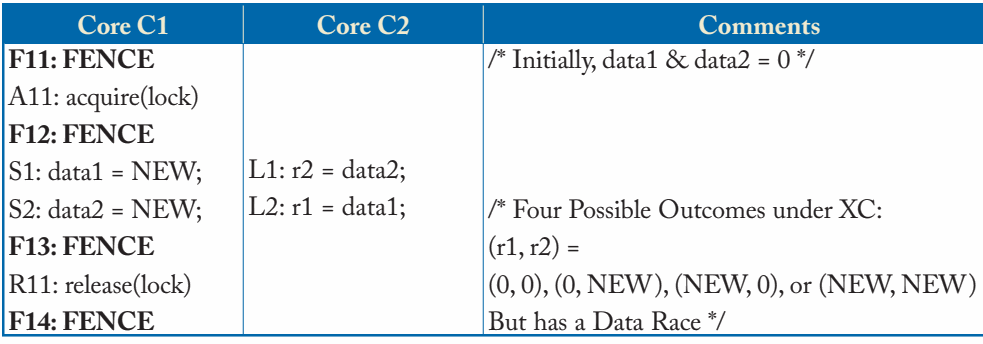 Core C1 Core C2 Comments
F11: FENCE /* Initially, data1 & data2 = 0 */
A11: acquire(lock)
F12: FENCE
S1: data1 = NEW; L1: r2 = data2;
S2: data2 = NEW; L2: r1 = data1; /* Four Possible Outcomes under XC:
F13: FENCE (r1, r2) =
R11: release(lock) (0, 0), (0, NEW), (NEW, 0), or (NEW, NEW)
F14: FENCE But has a Data Race */